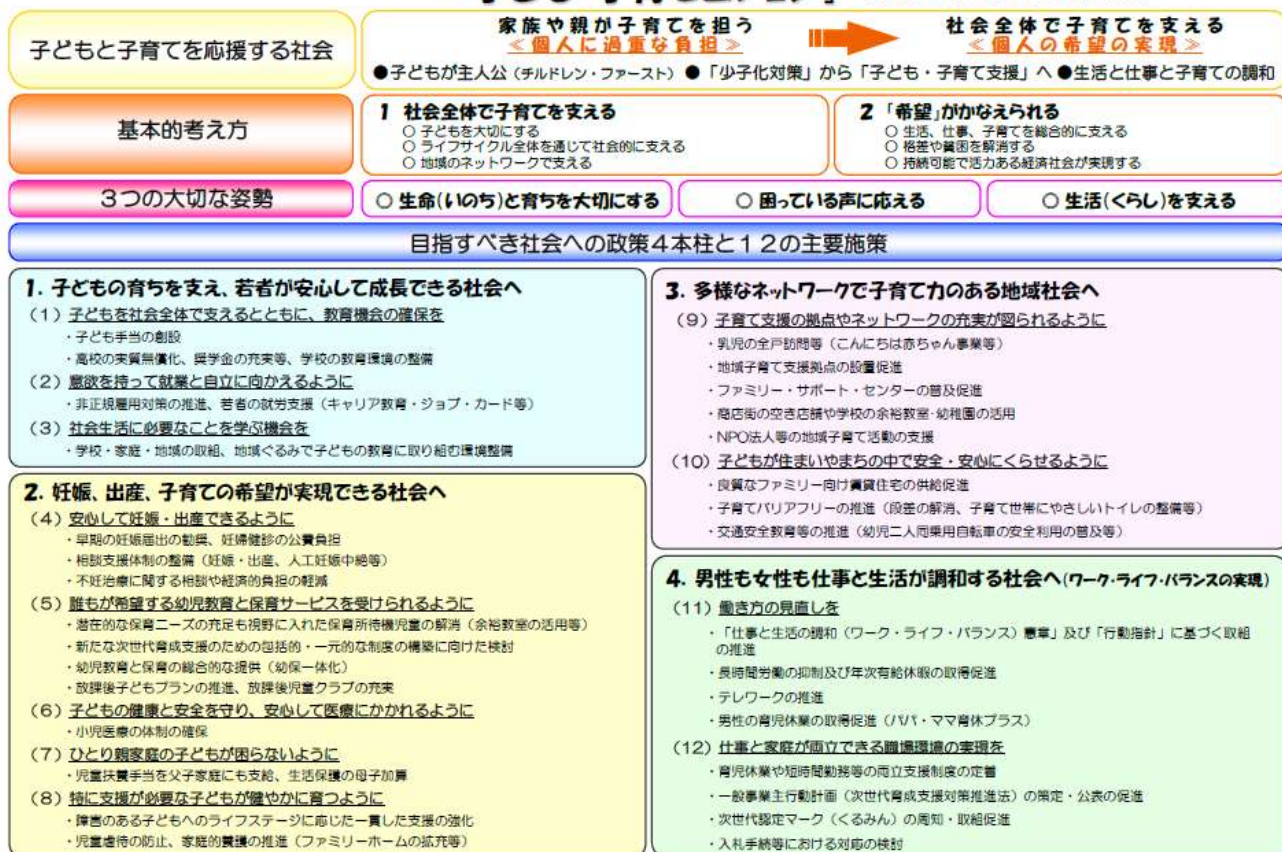 子どもと子育てを応援する社会
家族や親が子育てを担う
≪個人に過重な負担≫
社会全体で子育てを支える
≪個人の希望の実現≫
●子どもが主人公（チルドレン・ファースト）●「少子化対策」から「子ども・子育て支援」へ●生活と仕事と子育ての調和
基本的考え方
1 社会全体で子育てを支える
○ 子どもを大切にする
○ ライフサイクル全体を通じて社会的に支える
○ 地域のネットワークで支える
2 「希望」がかなえられる
○ 生活、仕事、子育てを総合的に支える
○ 格差や貧困を解消する
○ 持続可能で活力ある経済社会が実現する
３つの大切な姿勢
○ 生命(いのち)と育ちを大切にする
○ 困っている声に応える
○ 生活(くらし)を支える
目指すべき社会への政策４本柱と１２の主要施策
1. 子どもの育ちを支え、若者が安心して成長できる社会へ
（１）子どもを社会全体で支えるとともに、教育機会の確保を
・子ども手当の創設
・高校の実質無償化、奨学金の充実等、学校の教育環境の整備
（２）意欲を持って就業と自立に向かえるように
・非正規雇用対策の推進、若者の就労支援（キャリア教育・ジョブ・カード等）
（３）社会生活に必要なことを学ぶ機会を
・学校・家庭・地域の取組、地域ぐるみで子どもの教育に取り組む環境整備
2. 妊娠、出産、子育ての希望が実現できる社会へ
（４）安心して妊娠・出産できるように
・早期の妊娠届出の勧奨、妊婦健診の公費負担
・相談支援体制の整備（妊娠・出産、人工妊娠中絶等）
・不妊治療に関する相談や経済的負担の軽減
（５）誰もが希望する幼児教育と保育サービスを受けられるように
・潜在的な保育ニーズの充足も視野に入れた保育所待機児童の解消（余裕教室の活用等）
・新たな次世代育成支援のための包括的・一元的な制度の構築に向けた検討
・幼児教育と保育の総合的な提供（幼保一体化）
・放課後子どもプランの推進、放課後児童クラブの充実
（６）子どもの健康と安全を守り、安心して医療にかかれるように
・小児医療の体制の確保
（７）ひとり親家庭の子どもが困らないように
・児童扶養手当を父子家庭にも支給、生活保護の母子加算
（８）特に支援が必要な子どもが健やかに育つように
・障害のある子どもへのライフステージに応じた一貫した支援の強化
・児童虐待の防止、家庭的養護の推進（ファミリーホームの拡充等）
3. 多様なネットワークで子育て力のある地域社会へ
（９）子育て支援の拠点やネットワークの充実が図られるように
・乳児の全戸訪問等（こんにちは赤ちゃん事業等）
・地域子育て支援拠点の設置促進
・ファミリー・サポート・センターの普及促進
・商店街の空き店舗や学校の余裕教室・幼稚園の活用
・NPO法人等の地域子育て活動の支援
（10）子どもが住まいやまちの中で安全・安心にくらせるように
・良質なファミリー向け賃貸住宅の供給促進
・子育てバリアフリーの推進（段差の解消、子育て世帯にやさしいトイレの整備等）
・交通安全教育等の推進（幼児二人同乗用自転車の安全利用の普及等）
4. 男性も女性も仕事と生活が調和する社会へ(ワーク・ライフ・バランスの実現)
（11）働き方の見直しを
・「仕事と生活の調和（ワーク・ライフ・バランス）憲章」及び「行動指針」に基づく取組
の推進
・長時間労働の抑制及び年次有給休暇の取得促進
・テレワークの推進
・男性の育児休業の取得促進（パパ・ママ育休プラス）
（12）仕事と家庭が両立できる職場環境の実現を
・育児休業や短時間勤務等の両立支援制度の定着
・一般事業主行動計画（次世代育成支援対策推進法）の策定・公表の促進
・次世代認定マーク（くるみん）の周知・取組促進
・入札手続等における対応の検討